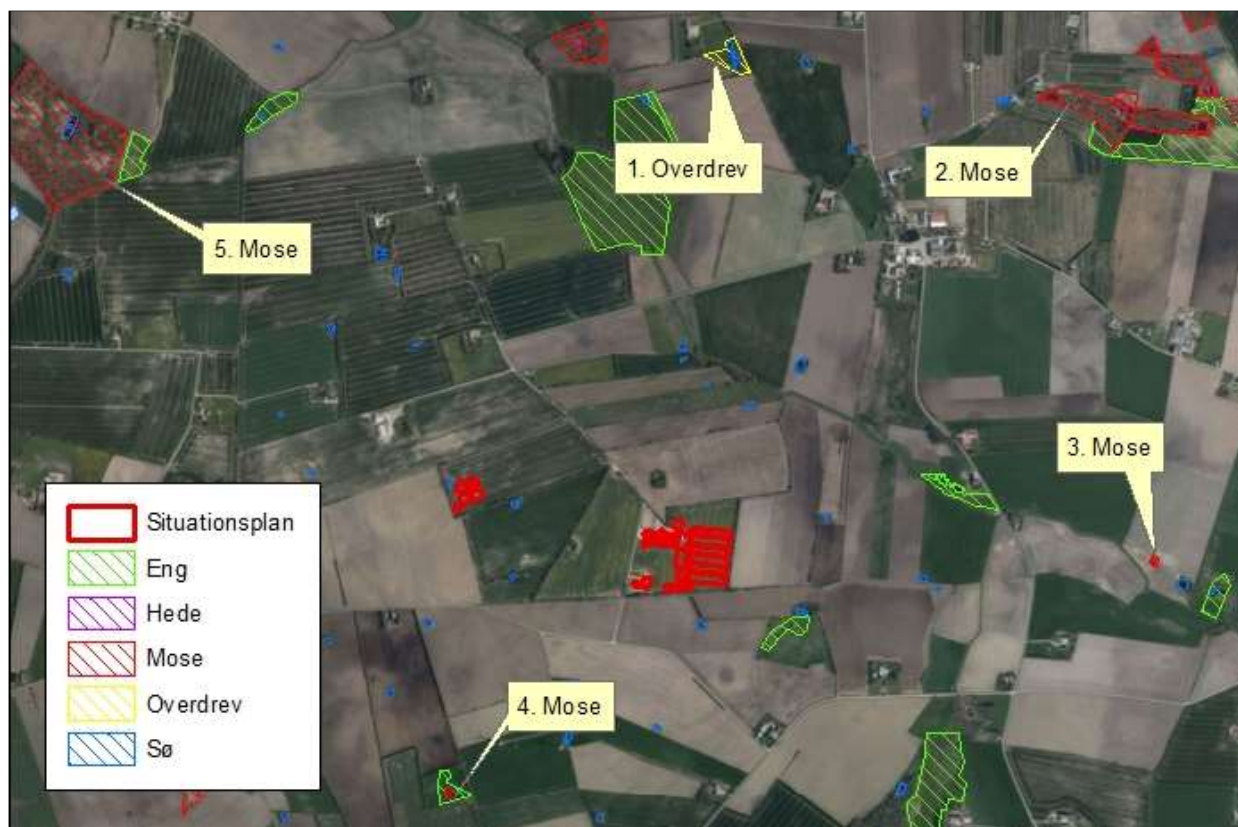 1. Overdrev
2. Mose
5. Mose
3. Mose
4. Mose
Situationsplan
Eng
Hede
Mose
Overdrev
Sø